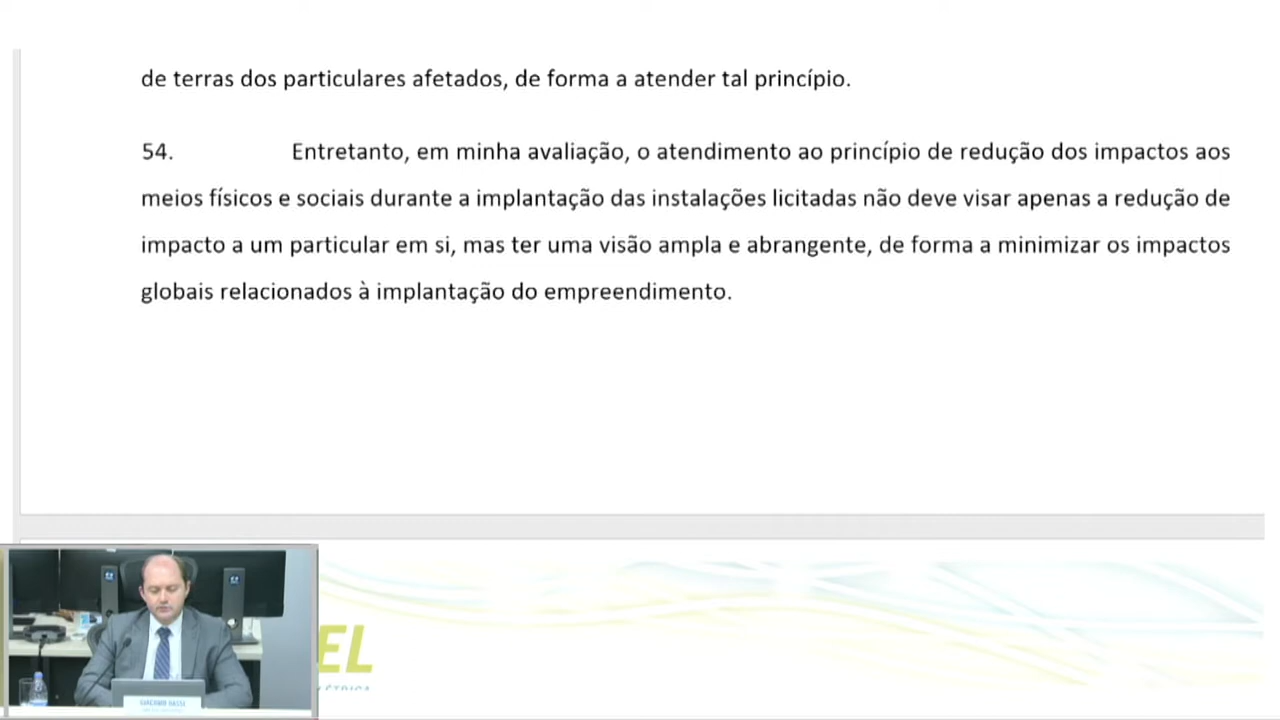 de terras dos particulares afetados, de forma a atender tal princípio.
54. Entretanto, em minha avaliação, o atendimento ao princípio de redução dos impactos aos
meios físicos e sociais durante a implantação das instalações licitadas não deve visar apenas a redução de
impacto a um particular em si, mas ter uma visão ampla e abrangente, de forma a minimizar os impactos
globais relacionados à implantação do empreendimento.
EL